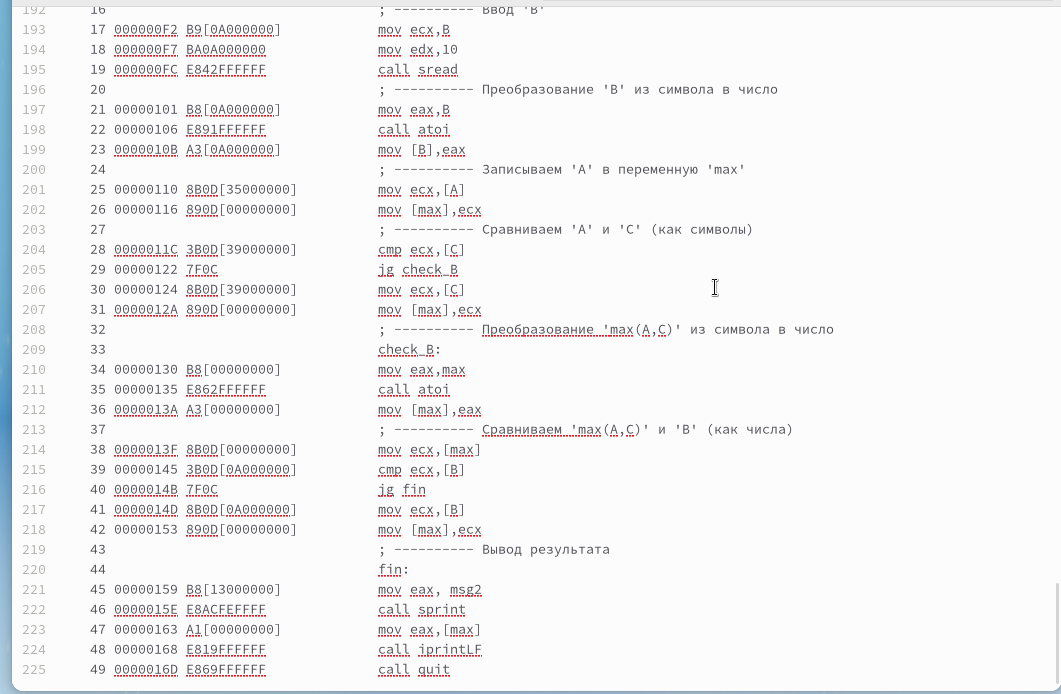 192 16 ; ---------- Ввод 'B'
193 17 000000F2 B9[0A000000] mov ecx,B
194 18 000000F7 BA0A000000 mov edx,10
195 19 000000FC E842FFFFFF call sread
196 20 ; ---------- Преобразование 'B' из символа в число
197 21 00000101 B8[0A000000] mov eax,B
198 22 00000106 E891FFFFFF call atoi
199 23 0000010B A3[0A000000] mov [B],eax
200 24 ; ---------- Записываем 'A' в переменную 'max'
201 25 00000110 8B0D[35000000] mov ecx,[A]
202 26 00000116 890D[00000000] mov [max],ecx
203 27 ; ---------- Сравниваем 'A' и 'C' (как символы)
204 28 0000011C 3B0D[39000000] cmp ecx,[C]
205 29 00000122 7F0C jg check_B
206 30 00000124 8B0D[39000000] mov ecx,[C]
207 31 0000012A 890D[00000000] mov [max],ecx
208 32 ; ---------- Преобразование 'max(A,C)' из символа в число
209 33 check_B:
210 34 00000130 B8[00000000] mov eax,max
211 35 00000135 E862FFFFFF call atoi
212 36 0000013A A3[00000000] mov [max],eax
213 37 ; ---------- Сравниваем 'max(A,C)' и 'B' (как числа)
214 38 0000013F 8B0D[00000000] mov ecx,[max]
215 39 00000145 3B0D[0A000000] cmp ecx,[B]
216 40 0000014B 7F0C jg fin
217 41 0000014D 8B0D[0A000000] mov ecx,[B]
218 42 00000153 890D[00000000] mov [max],ecx
219 43 ; ---------- Вывод результата
220 44 fin:
221 45 00000159 B8[13000000] mov eax, msg2
222 46 0000015E E8ACFEFFFF call sprint
223 47 00000163 A1[00000000] mov eax,[max]
224 48 00000168 E819FFFFFF call iprintLF
225 49 0000016D E869FFFFFF call quit